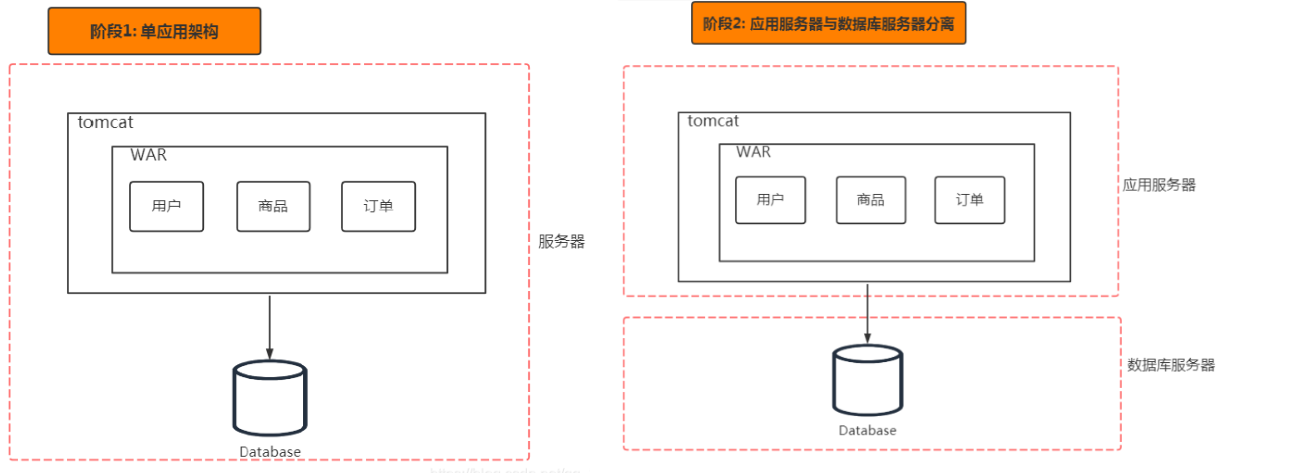 阶段1: 单应用架构
tomcat
WAR
用户
商品
订单
服务器
Database
阶段2: 应用服务器与数据库服务器分离
tomcat
WAR
用户
商品
订单
应用服务器
数据库服务器
Database